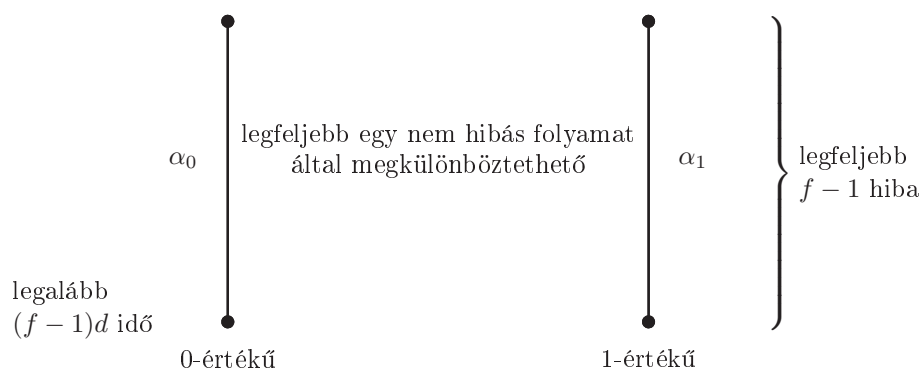 legfeljebb egy nem hibás folyamat
által megkülönböztethető
α₀
α₁
legfeljebb
f − 1 hiba
legalább
(f − 1)d idő
0-értékű
1-értékű